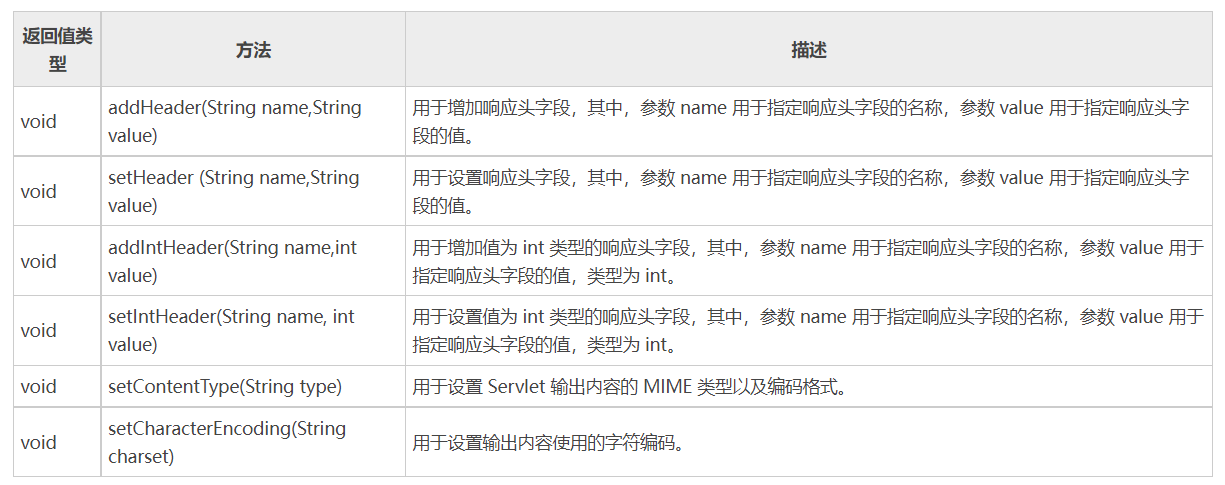 返回值类
型
方法
描述
void
addHeader(String name,String
value)
用于增加响应头字段，其中，参数 name 用于指定响应头字段的名称，参数 value 用于指定响应头字
段的值。
void
setHeader (String name,String
value)
用于设置响应头字段，其中，参数 name 用于指定响应头字段的名称，参数 value 用于指定响应头字
段的值。
void
addIntHeader(String name,int
value)
用于增加值为 int 类型的响应头字段，其中，参数 name 用于指定响应头字段的名称，参数 value 用于
指定响应头字段的值，类型为 int。
void
setIntHeader(String name, int
value)
用于设置值为 int 类型的响应头字段，其中，参数 name 用于指定响应头字段的名称，参数 value 用于
指定响应头字段的值，类型为 int。
void
setContentType(String type)
用于设置 Servlet 输出内容的 MIME 类型以及编码格式。
void
setCharacterEncoding(String
charset)
用于设置输出内容使用的字符编码。